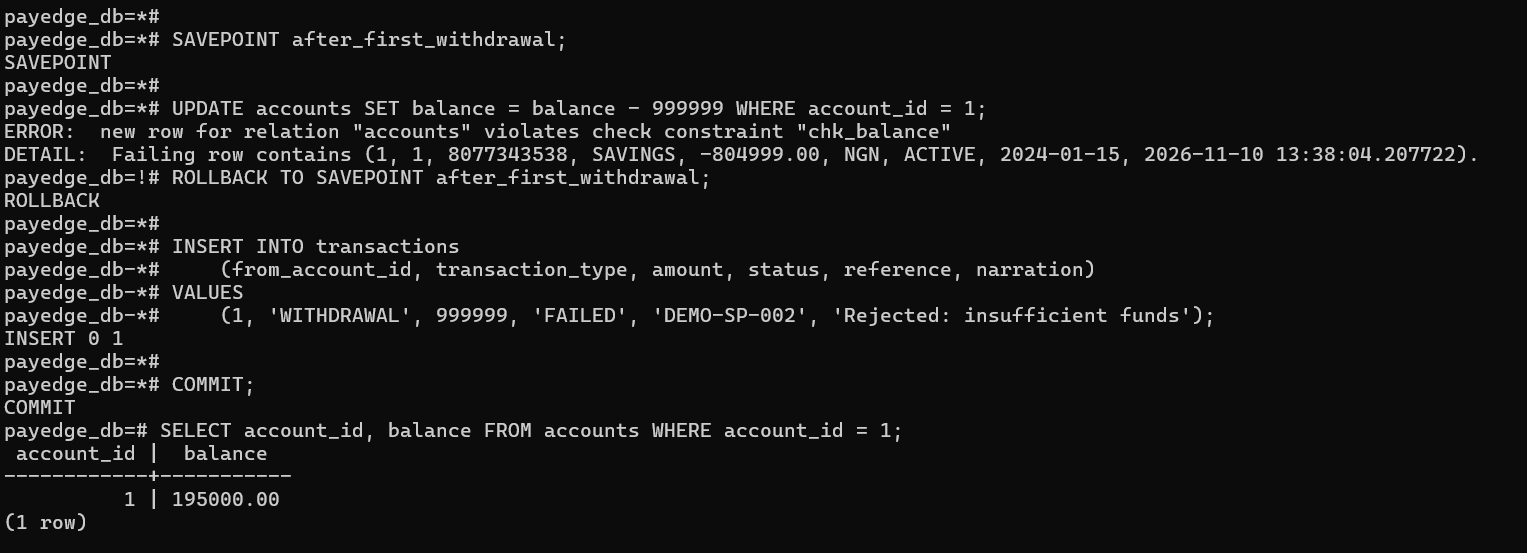 payedge_db=*#
payedge_db=*# SAVEPOINT after_first_withdrawal;
SAVEPOINT
payedge_db=*#
payedge_db=*# UPDATE accounts SET balance = balance - 999999 WHERE account_id = 1;
ERROR:  new row for relation "accounts" violates check constraint "chk_balance"
DETAIL:  Failing row contains (1, 1, 8077343538, SAVINGS, -804999.00, NGN, ACTIVE, 2024-01-15, 2026-11-10 13:38:04.207722).
payedge_db=!# ROLLBACK TO SAVEPOINT after_first_withdrawal;
ROLLBACK
payedge_db=*#
payedge_db=*# INSERT INTO transactions
payedge_db-*#     (from_account_id, transaction_type, amount, status, reference, narration)
payedge_db-*# VALUES
payedge_db-*#     (1, 'WITHDRAWAL', 999999, 'FAILED', 'DEMO-SP-002', 'Rejected: insufficient funds');
INSERT 0 1
payedge_db=*#
payedge_db=*# COMMIT;
COMMIT
payedge_db=# SELECT account_id, balance FROM accounts WHERE account_id = 1;
 account_id |  balance
------------+-----------
          1 | 195000.00
(1 row)